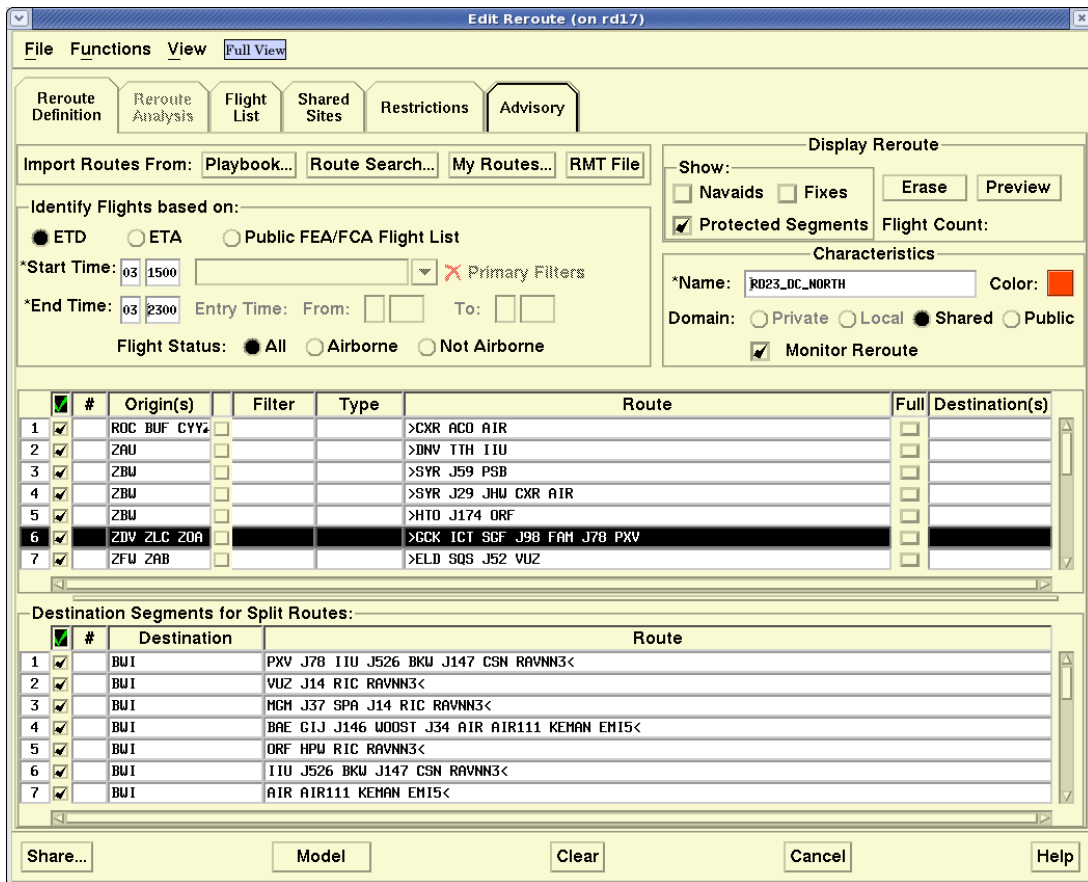 Edit Reroute (on rd17)
File Functions View Full View
Reroute Definition Reroute Analysis Flight List Shared Sites Restrictions Advisory
Import Routes From: Playbook... Route Search... My Routes... RMT File
Display Reroute
Show:
Navaids Fixes Erase Preview
Protected Segments Flight Count:
Identify Flights based on:
ETD ETA Public FEA/FCA Flight List
*Start Time: 03 1500 Primary Filters
*End Time: 03 2300 Entry Time: From: To:
Flight Status: All Airborne Not Airborne
Characteristics
*Name: RD23_DC_NORTH Color:
Domain: Private Local Shared Public
Monitor Reroute
# Origin(s) Filter Type Route Full Destination(s)
1 ROC BUF CYYZ >CXR ACO AIR
2 ZAU >DNV TTH IIU
3 ZBW >SYR J59 PSB
4 ZBW >SYR J29 JHW CXR AIR
5 ZBW >HTO J174 ORF
6 ZDV ZLC ZOA >GCK ICT SGF J98 FAM J78 PXV
7 ZFW ZAB >ELD SQS J52 VUZ
Destination Segments for Split Routes:
# Destination Route
1 BWI PXV J78 IIU J526 BKW J147 CSN RAVNN3<
2 BWI VUZ J14 RIC RAVNN3<
3 BWI MGM J37 SPA J14 RIC RAVNN3<
4 BWI BAE GIJ J146 WOOST J34 AIR AIR111 KEMAN EMI5<
5 BWI ORF HPW RIC RAVNN3<
6 BWI IIU J526 BKW J147 CSN RAVNN3<
7 BWI AIR AIR111 KEMAN EMI5<
Share... Model Clear Cancel Help